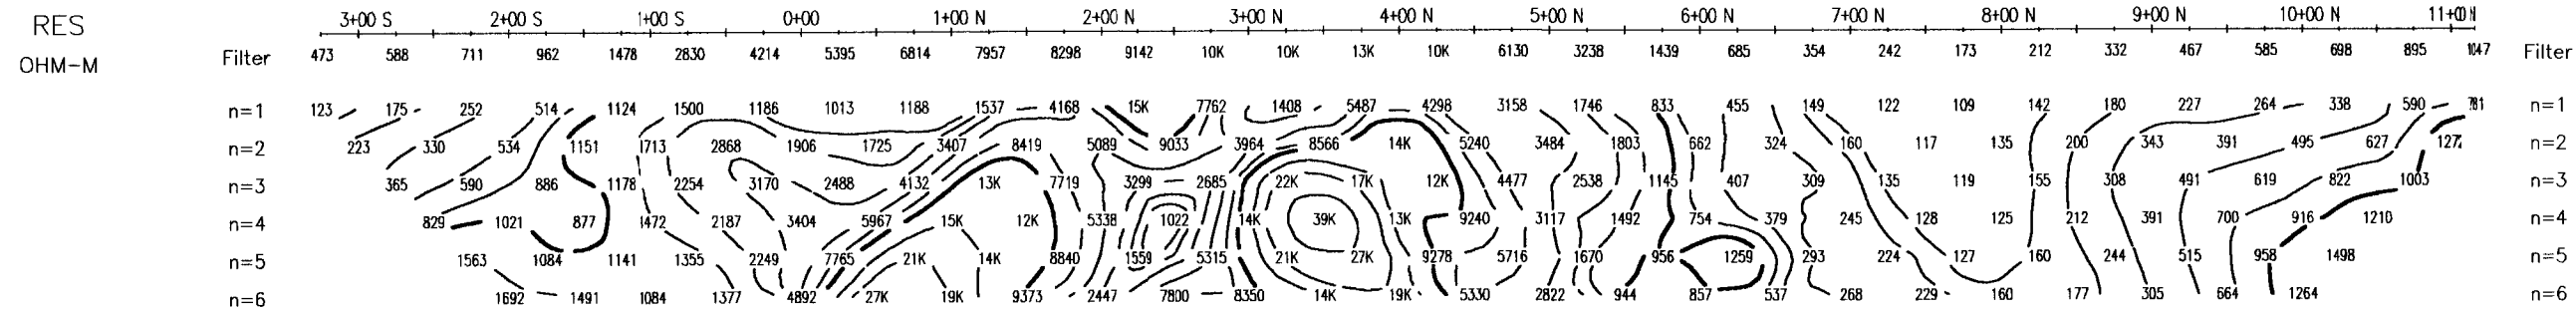 RES 3+00 S 2+00 S 1+00 S 0+00 1+00 N 2+00 N 3+00 N 4+00 N 5+00 N 6+00 N 7+00 N 8+00 N 9+00 N 10+00 N 11+00 N
OHM-M Filter 473 588 711 962 1478 2830 4214 5395 6814 7957 8298 9142 10K 10K 13K 10K 6130 3238 1439 685 354 242 173 212 332 467 585 698 895 1047 Filter
n=1 123 175 252 514 1124 1500 1186 1013 1188 1537 4168 15K 7762 1408 5487 4298 3158 1746 833 455 149 122 109 142 180 227 264 338 590 781 n=1
n=2 223 330 534 1151 1713 2868 1906 1725 3407 8419 5089 9033 3964 8566 14K 5240 3484 1803 662 324 160 117 135 200 343 391 495 627 1272 n=2
n=3 365 590 886 1178 2254 3170 2488 4132 13K 7719 3299 2685 22K 17K 12K 4477 2538 1145 407 309 135 119 155 308 491 619 822 1003 n=3
n=4 829 1021 877 1472 2187 3404 5967 15K 12K 5338 1022 14K 39K 13K 9240 3117 1492 754 379 245 128 125 212 391 700 916 1210 n=4
n=5 1563 1084 1141 1355 2249 7765 21K 14K 8840 1559 5315 21K 27K 9278 5716 1670 956 1259 293 224 127 160 244 515 958 1498 n=5
n=6 1692 1491 1084 1377 4892 27K 19K 9373 2447 7800 8350 14K 19K 5330 2822 944 857 537 268 229 160 177 305 664 1264 n=6